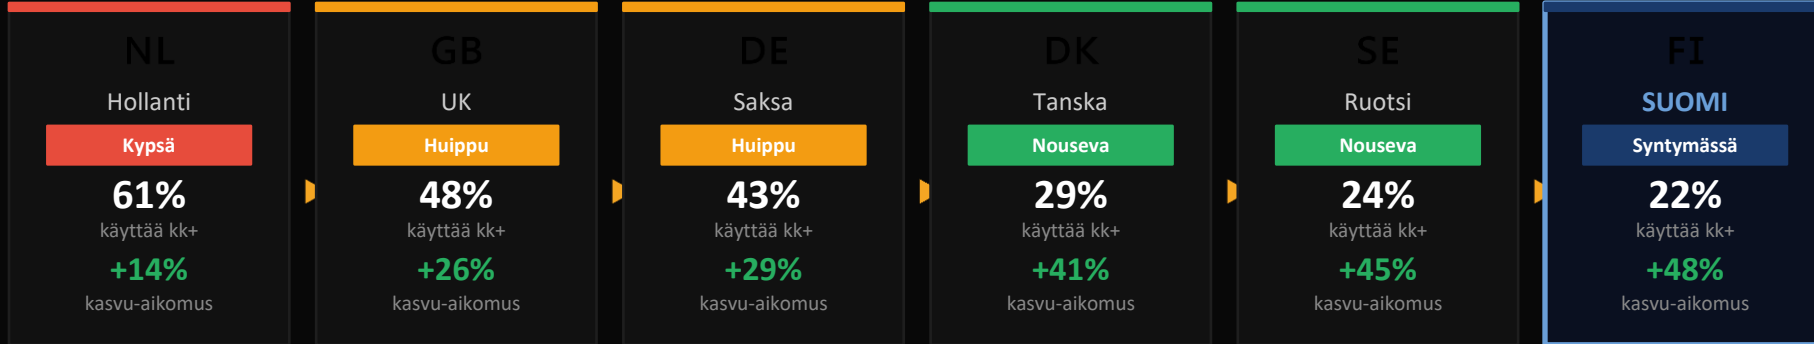 NL
Hollanti
Kypsä
61%
käyttää kk+
+14%
kasvu-aikomus
GB
UK
Huippu
48%
käyttää kk+
+26%
kasvu-aikomus
DE
Saksa
Huippu
43%
käyttää kk+
+29%
kasvu-aikomus
DK
Tanska
Nouseva
29%
käyttää kk+
+41%
kasvu-aikomus
SE
Ruotsi
Nouseva
24%
käyttää kk+
+45%
kasvu-aikomus
FI
SUOMI
Syntymässä
22%
käyttää kk+
+48%
kasvu-aikomus